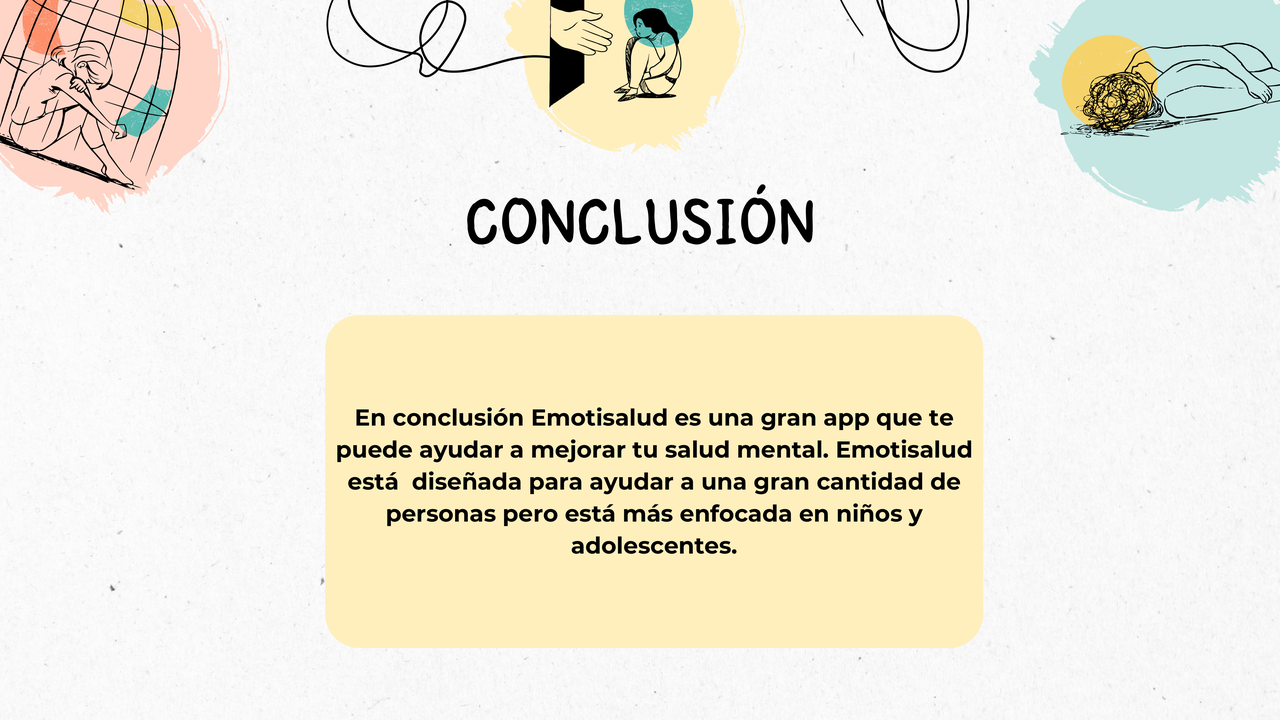 CONCLUSIÓN
En conclusión Emotisalud es una gran app que te
puede ayudar a mejorar tu salud mental. Emotisalud
está  diseñada para ayudar a una gran cantidad de
personas pero está más enfocada en niños y
adolescentes.